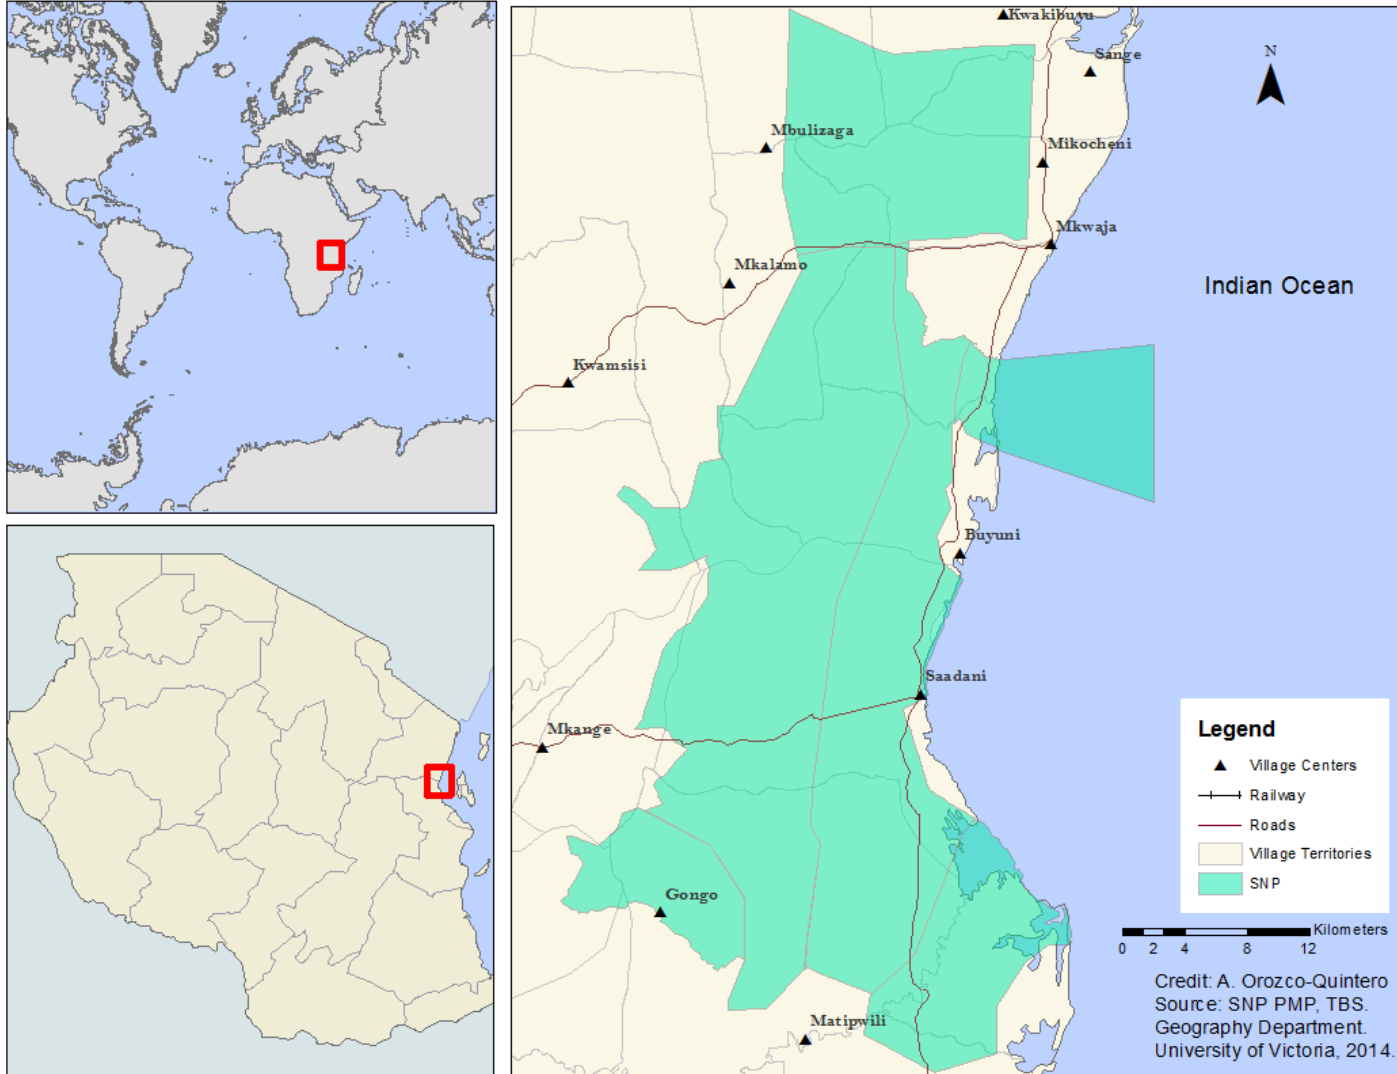 Kwakibuyu
Sange
N
Mbulizaga
Mikocheni
Mkwaja
Mkalamo
Indian Ocean
Kwamsisi
Buyuni
Saadani
Mkange
Gongo
Matipwili
Legend
Village Centers
Railway
Roads
Village Territories
SNP
Kilometers
0 2 4 8 12
Credit: A. Orozco-Quintero
Source: SNP PMP, TBS.
Geography Department.
University of Victoria, 2014.